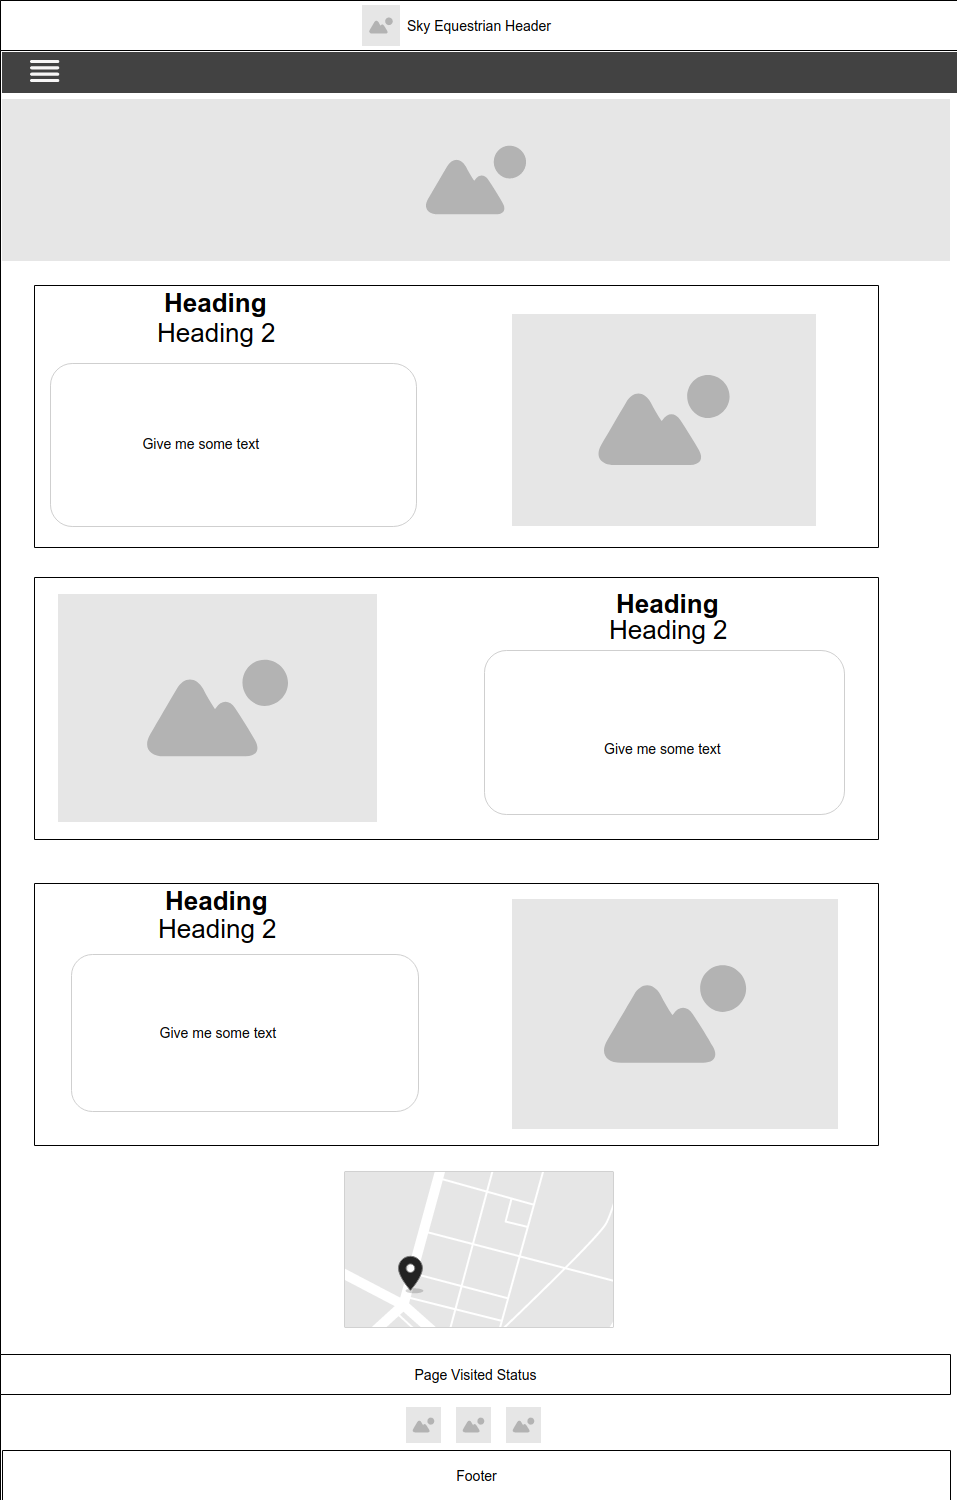 Sky Equestrian Header
Heading
Heading 2
Give me some text
Heading
Heading 2
Give me some text
Heading
Heading 2
Give me some text
Page Visited Status
Footer